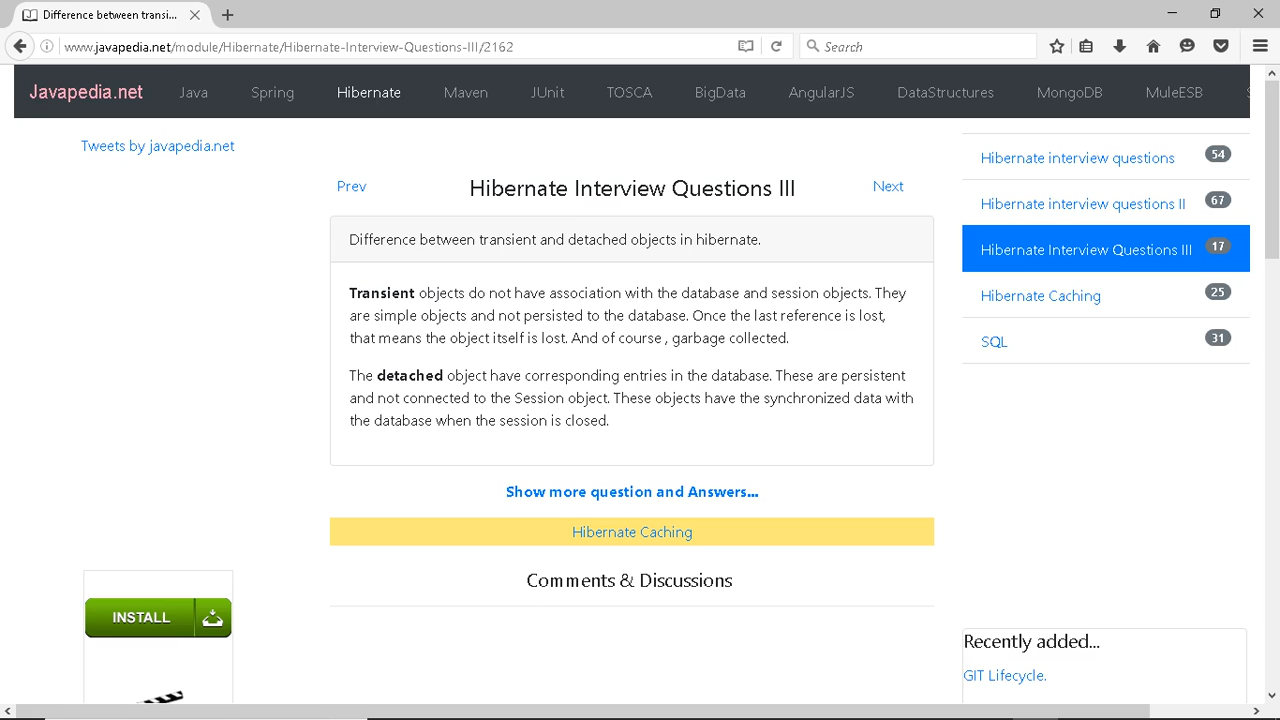 Difference between transi...
www.javapedia.net/module/Hibernate/Hibernate-Interview-Questions-III/2162
Search
Javapedia.net Java Spring Hibernate Maven JUnit TOSCA BigData AngularJS DataStructures MongoDB MuleESB
Tweets by javapedia.net
Prev
Hibernate Interview Questions III
Next
Difference between transient and detached objects in hibernate.
Transient objects do not have association with the database and session objects. They
are simple objects and not persisted to the database. Once the last reference is lost,
that means the object itself is lost. And of course , garbage collected.
The detached object have corresponding entries in the database. These are persistent
and not connected to the Session object. These objects have the synchronized data with
the database when the session is closed.
Show more question and Answers...
Hibernate Caching
Comments & Discussions
Hibernate interview questions 54
Hibernate interview questions II 67
Hibernate Interview Questions III 17
Hibernate Caching 25
SQL 31
INSTALL
Recently added...
GIT Lifecycle.